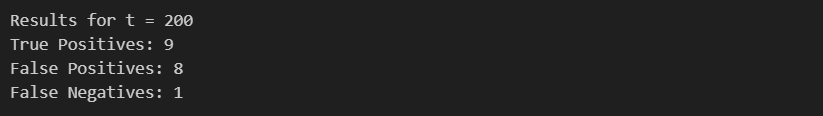 Results for t = 200
True Positives: 9
False Positives: 8
False Negatives: 1